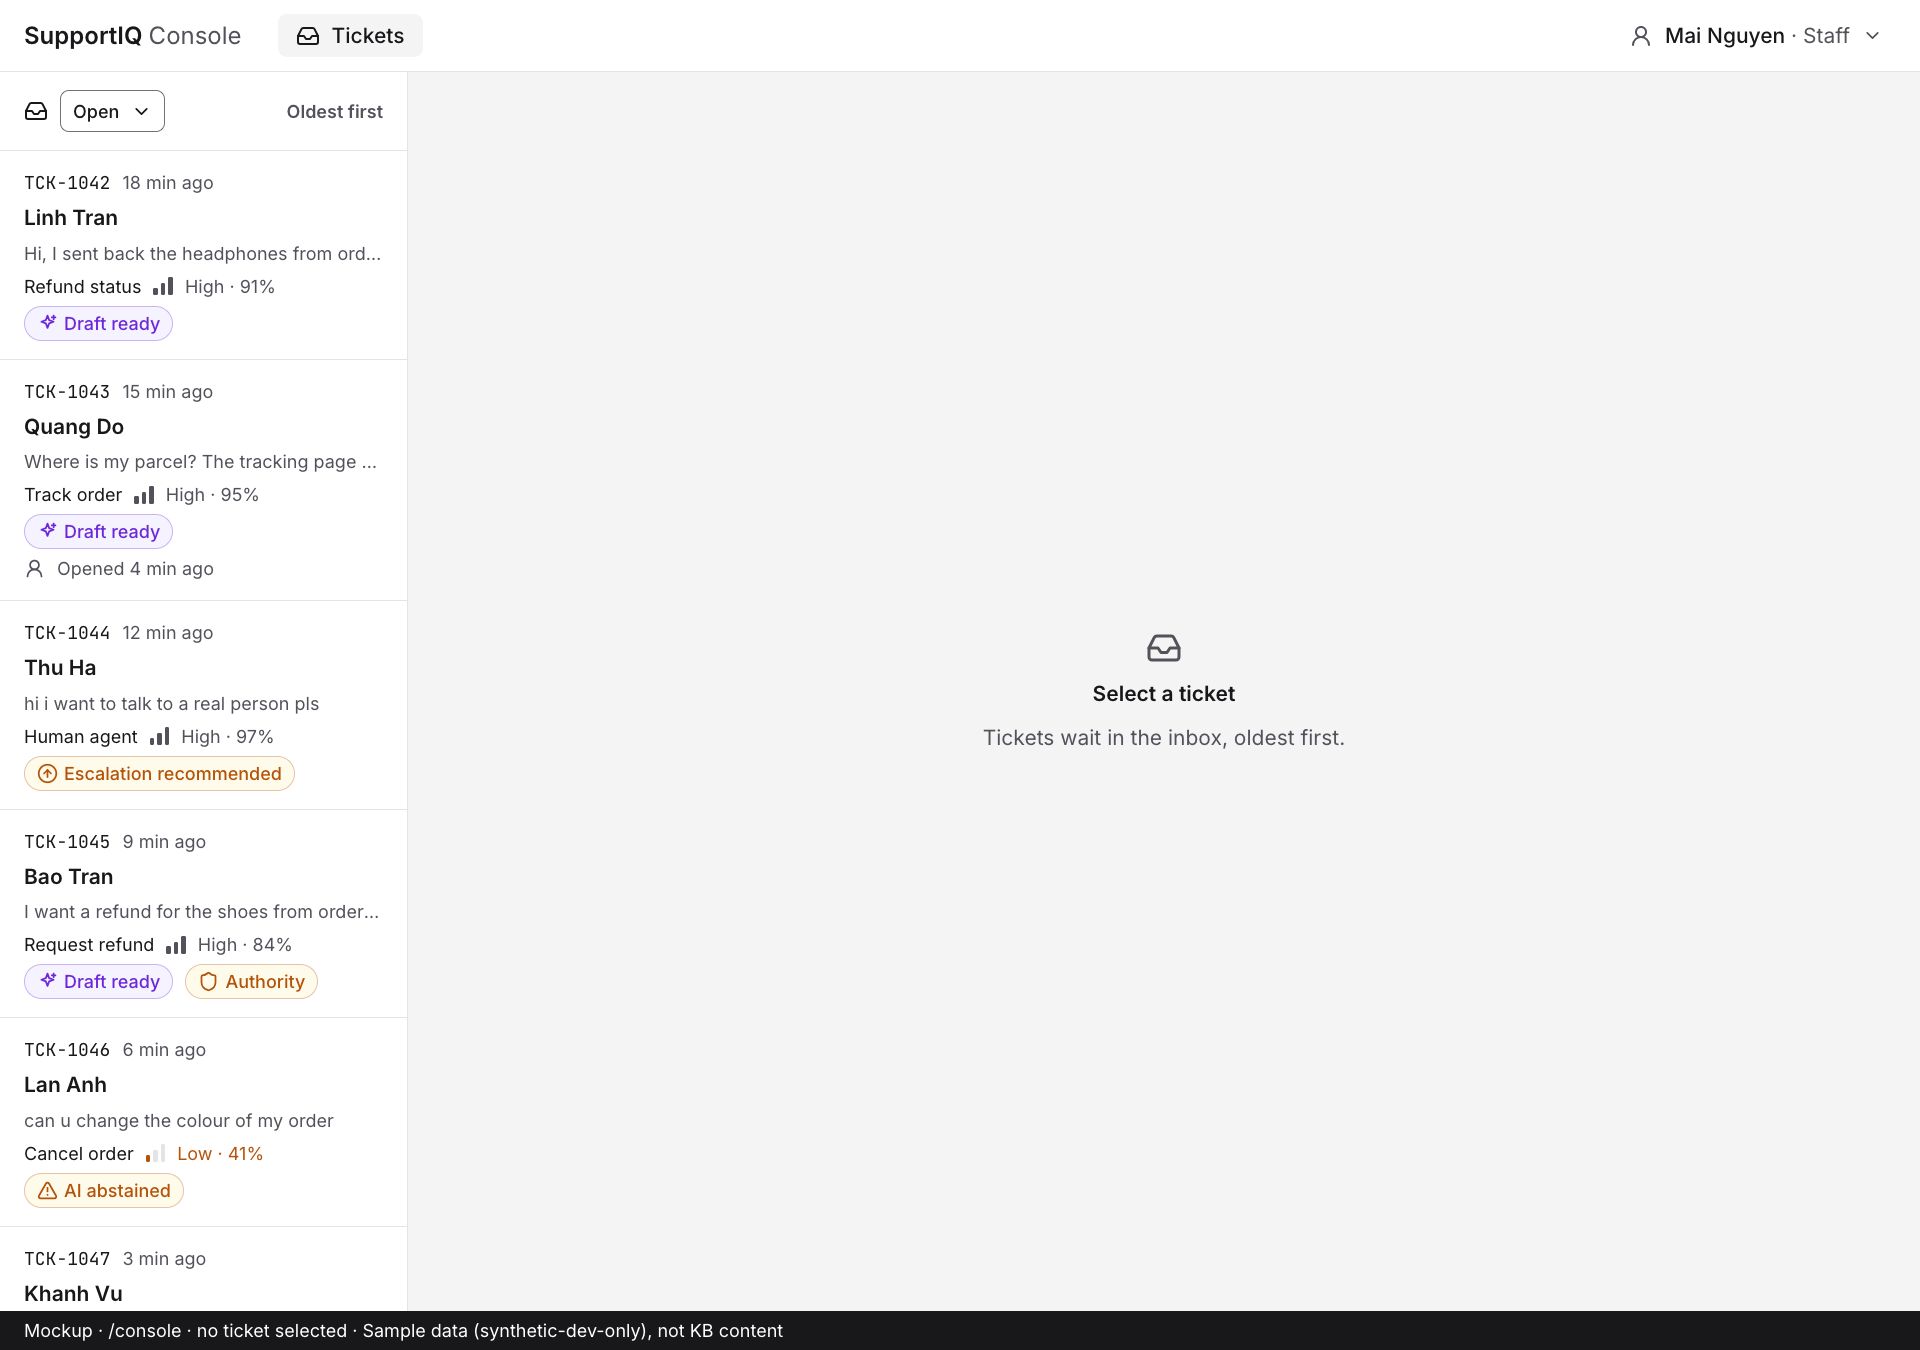 SupportIQ Console
Tickets
Mai Nguyen · Staff
Open
Oldest first
TCK-1042 18 min ago
Linh Tran
Hi, I sent back the headphones from ord...
Refund status High · 91%
Draft ready
TCK-1043 15 min ago
Quang Do
Where is my parcel? The tracking page ...
Track order High · 95%
Draft ready
Opened 4 min ago
TCK-1044 12 min ago
Thu Ha
hi i want to talk to a real person pls
Human agent High · 97%
Escalation recommended
TCK-1045 9 min ago
Bao Tran
I want a refund for the shoes from order...
Request refund High · 84%
Draft ready Authority
TCK-1046 6 min ago
Lan Anh
can u change the colour of my order
Cancel order Low · 41%
AI abstained
TCK-1047 3 min ago
Khanh Vu
Select a ticket
Tickets wait in the inbox, oldest first.
Mockup · /console · no ticket selected · Sample data (synthetic-dev-only), not KB content